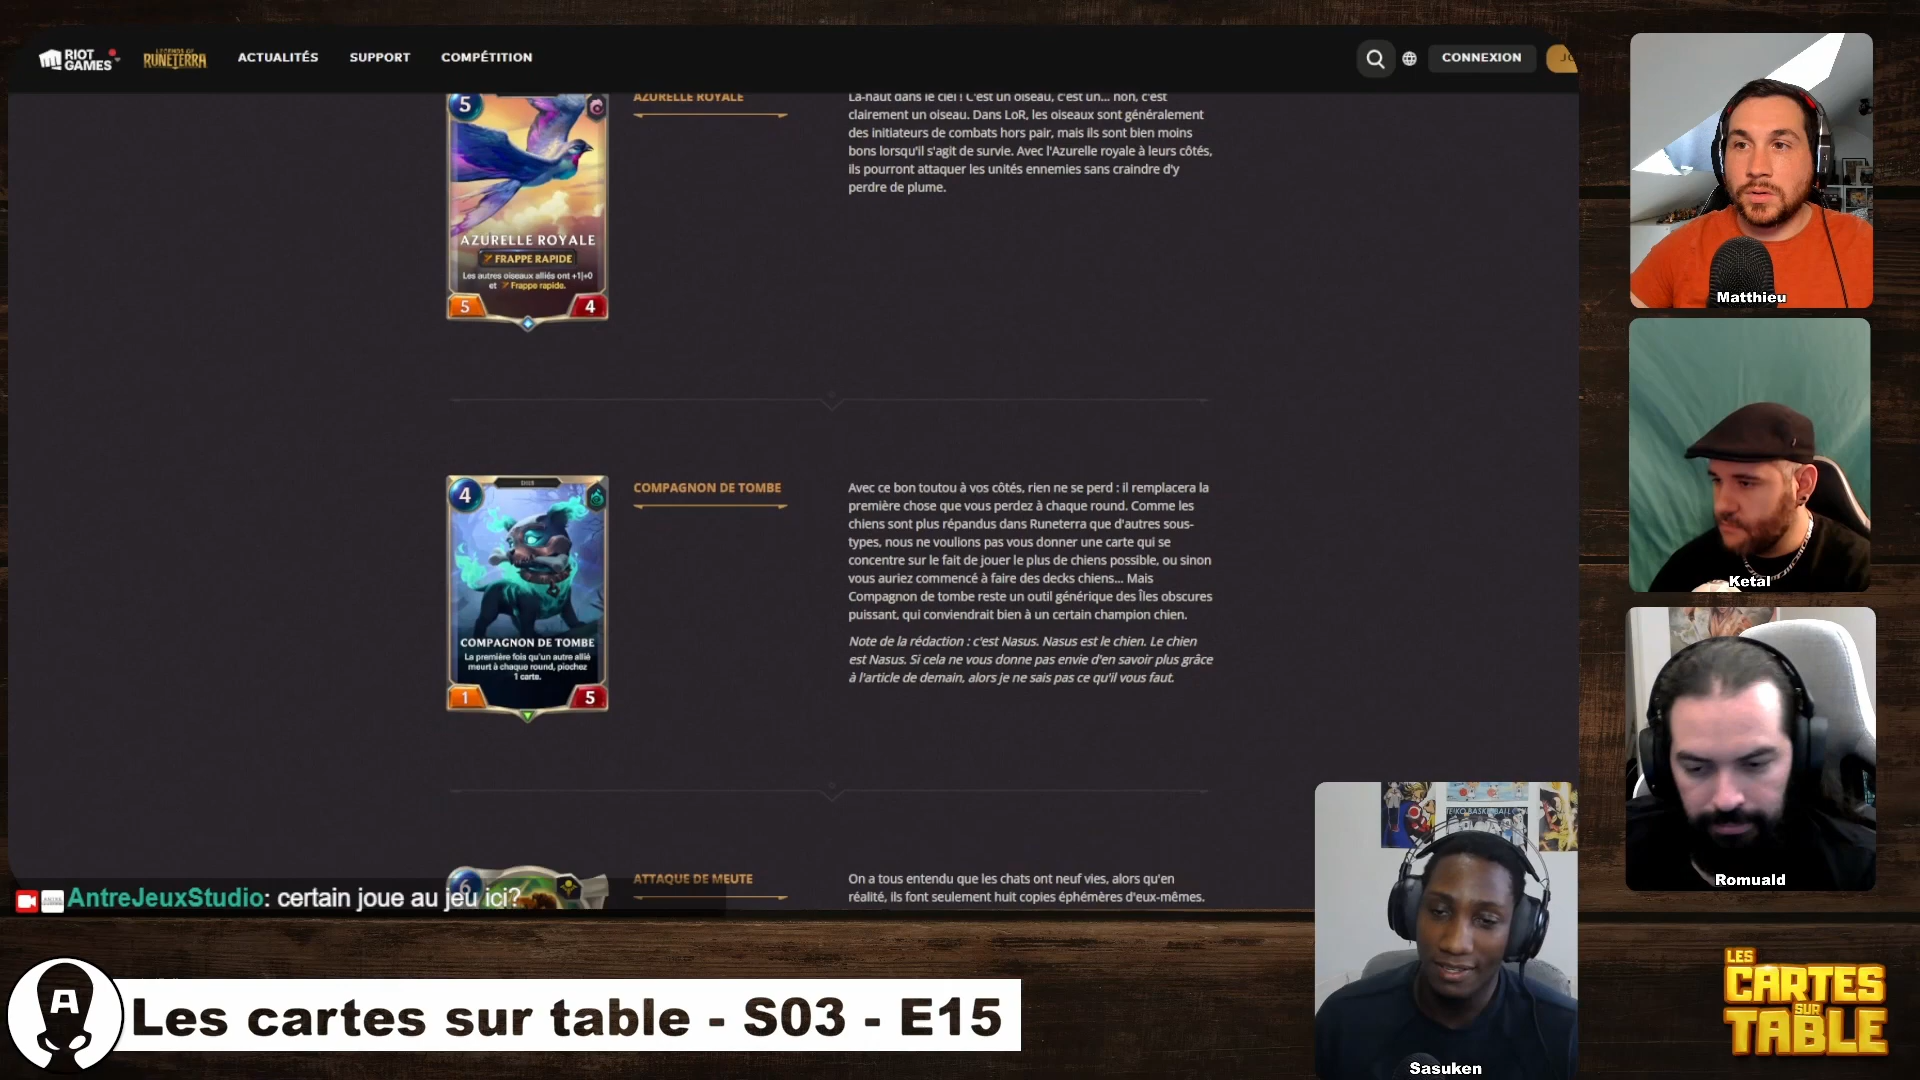 RIOT GAMES
LEGENDS OF RUNETERRA
ACTUALITÉS
SUPPORT
COMPÉTITION
CONNEXION
5
AZURELLE ROYALE
FRAPPE RAPIDE
Les autres oiseaux alliés ont +1|+0
et Frappe rapide.
5
4
AZURELLE ROYALE
Là-haut dans le ciel ! C'est un oiseau, c'est un... non, c'est
clairement un oiseau. Dans LoR, les oiseaux sont généralement
des initiateurs de combats hors pair, mais ils sont bien moins
bons lorsqu'il s'agit de survie. Avec l'Azurelle royale à leurs côtés,
ils pourront attaquer les unités ennemies sans craindre d'y
perdre de plume.
4
COMPAGNON DE TOMBE
La première fois qu'un autre allié
meurt à chaque round, piochez
1 carte.
1
5
COMPAGNON DE TOMBE
Avec ce bon toutou à vos côtés, rien ne se perd : il remplacera la
première chose que vous perdez à chaque round. Comme les
chiens sont plus répandus dans Runeterra que d'autres sous-
types, nous ne voulions pas vous donner une carte qui se
concentre sur le fait de jouer le plus de chiens possible, ou sinon
vous auriez commencé à faire des decks chiens... Mais
Compagnon de tombe reste un outil générique des Îles obscures
puissant, qui conviendrait bien à un certain champion chien.
Note de la rédaction : c'est Nasus. Nasus est le chien. Le chien
est Nasus. Si cela ne vous donne pas envie d'en savoir plus grâce
à l'article de demain, alors je ne sais pas ce qu'il vous faut.
6
ATTAQUE DE MEUTE
On a tous entendu que les chats ont neuf vies, alors qu'en
réalité, ils font seulement huit copies éphémères d'eux-mêmes.
AntreJeuxStudio: certain joue au jeu ici?
A
Les cartes sur table - S03 - E15
Matthieu
Ketal
Romuald
Sasuken
LES
CARTES
SUR
TABLE